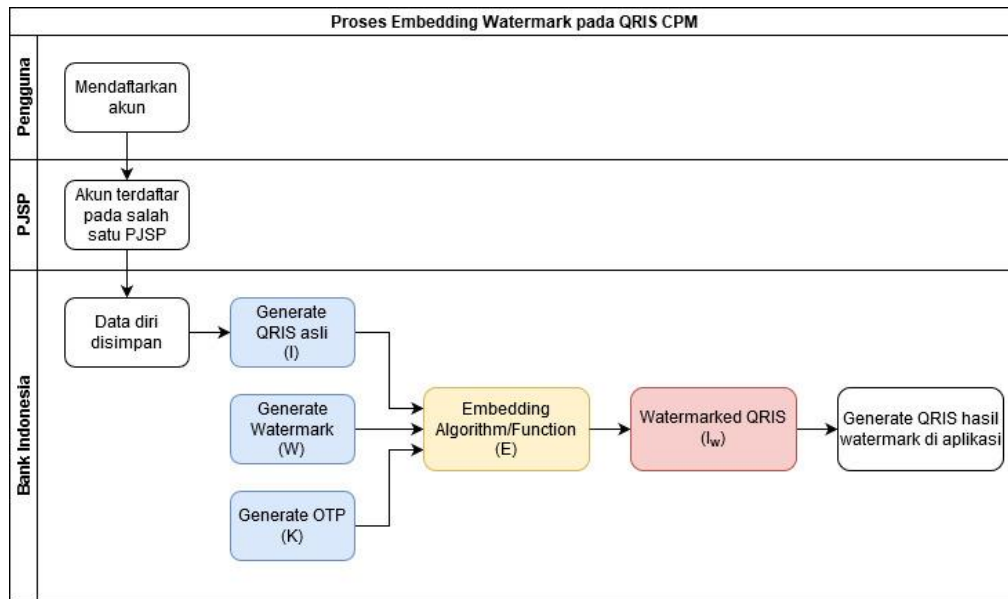 Proses Embedding Watermark pada QRIS CPM
Pengguna
Mendaftarkan
akun
PJSP
Akun terdaftar
pada salah
satu PJSP
Bank Indonesia
Data diri
disimpan
Generate
QRIS asli
(I)
Generate
Watermark
(W)
Generate OTP
(K)
Embedding
Algorithm/Function
(E)
Watermarked QRIS
(Iw)
Generate QRIS hasil
watermark di aplikasi